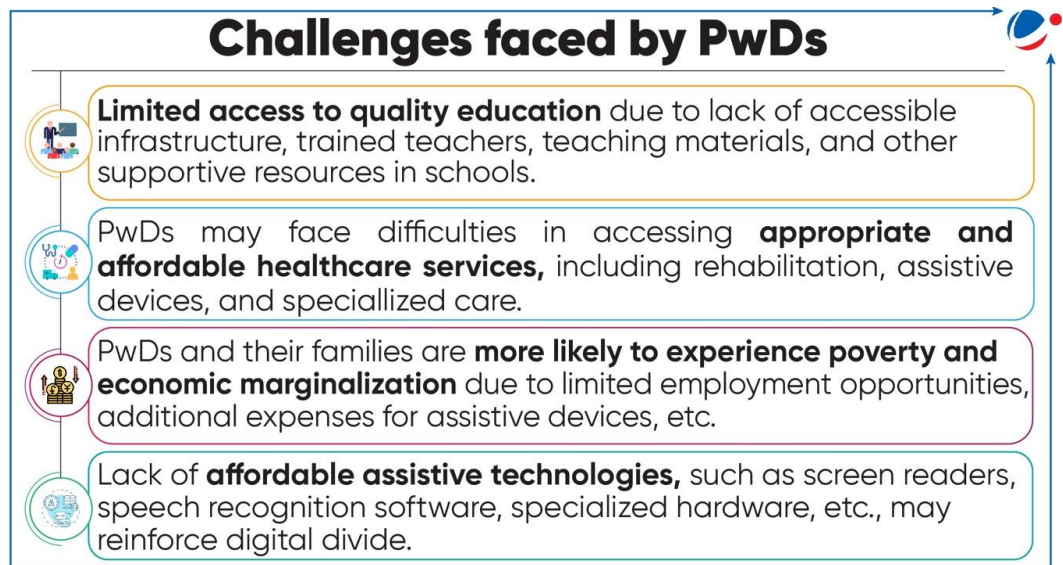 Challenges faced by PwDs
Limited access to quality education due to lack of accessible
infrastructure, trained teachers, teaching materials, and other
supportive resources in schools.
PwDs may face difficulties in accessing appropriate and
affordable healthcare services, including rehabilitation, assistive
devices, and speciallized care.
PwDs and their families are more likely to experience poverty and
economic marginalization due to limited employment opportunities,
additional expenses for assistive devices, etc.
Lack of affordable assistive technologies, such as screen readers,
speech recognition software, specialized hardware, etc., may
reinforce digital divide.